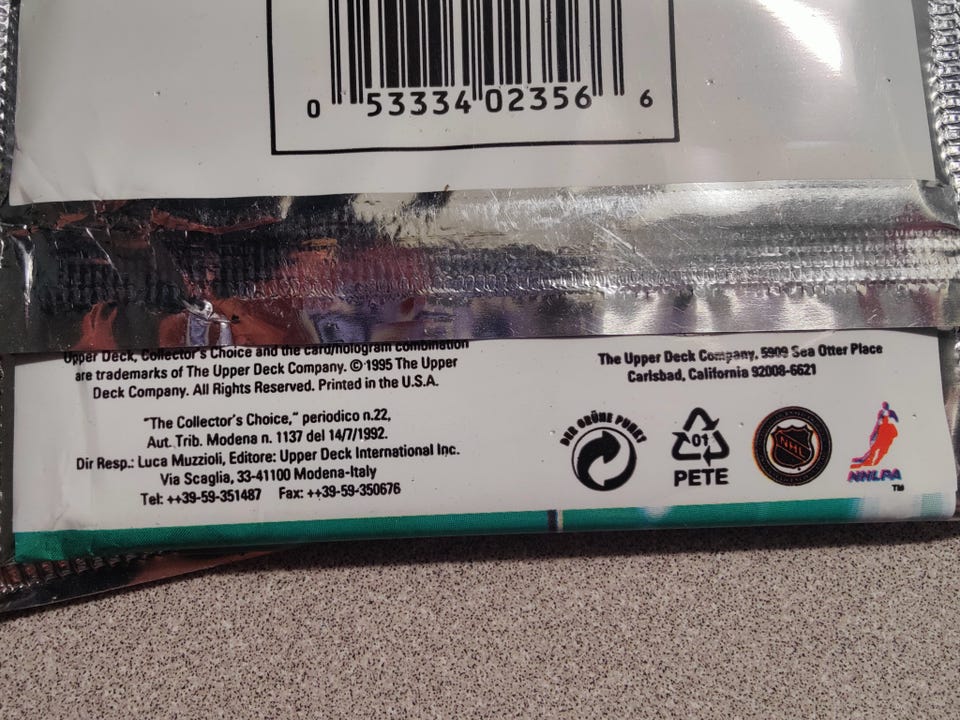 0 53334 02356 6
Upper Deck, Collector's Choice and the card/hologram combination
are trademarks of The Upper Deck Company. © 1995 The Upper
Deck Company. All Rights Reserved. Printed in the U.S.A.
"The Collector's Choice," periodico n.22,
Aut. Trib. Modena n. 1137 del 14/7/1992.
Dir Resp.: Luca Muzzioli, Editore: Upper Deck International Inc.
Via Scaglia, 33-41100 Modena-Italy
Tel: ++39-59-351487 Fax: ++39-59-350676
The Upper Deck Company, 5909 Sea Otter Place
Carlsbad, California 92008-6621
DER GRÜNE PUNKT
01
PETE
NHL
NHLPA
TM